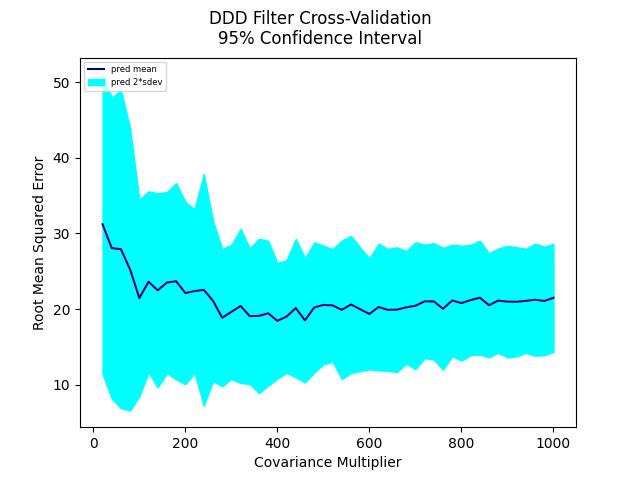 DDD Filter Cross-Validation
95% Confidence Interval
pred mean
pred 2*sdev
50
40
30
20
10
Root Mean Squared Error
0 200 400 600 800 1000
Covariance Multiplier